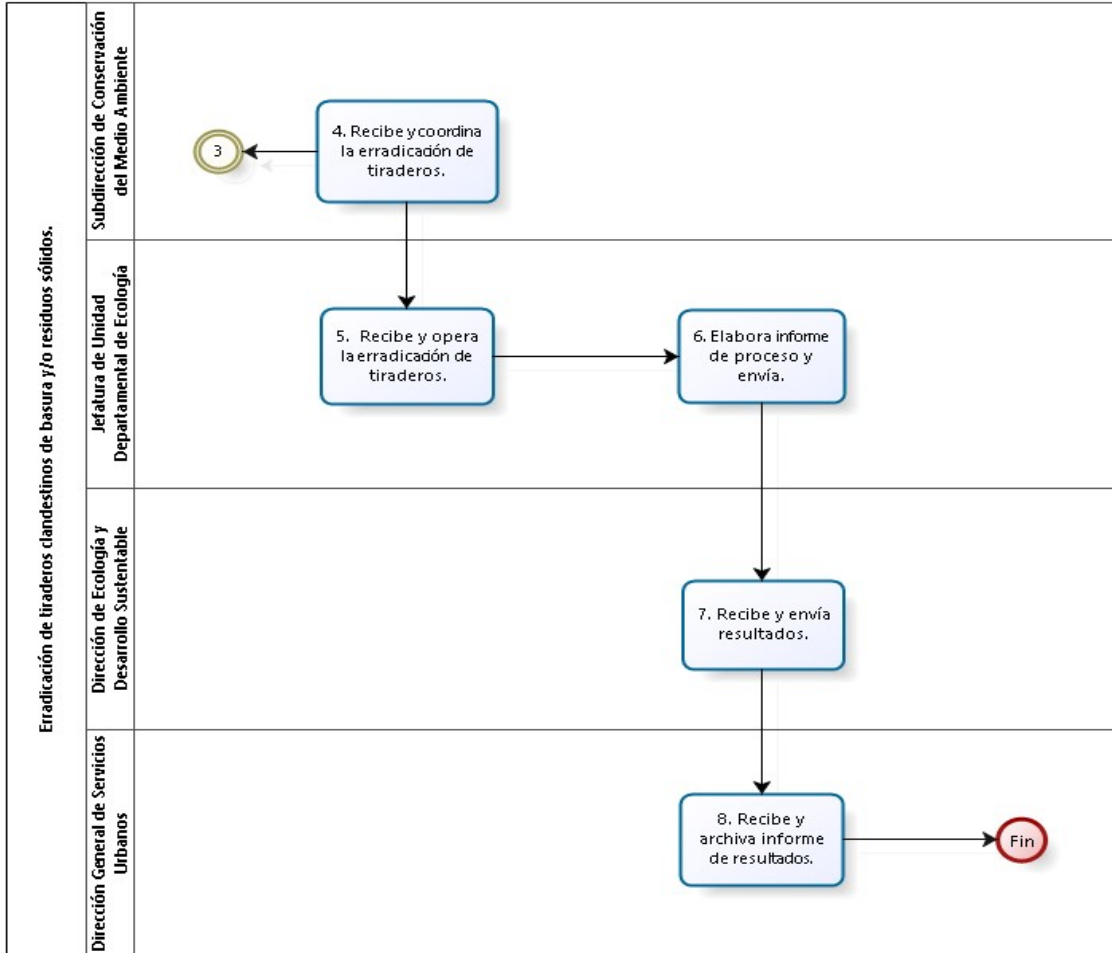 Erradicación de tiraderos clandestinos de basura y/o residuos sólidos.
Subdirección de Conservación
del Medio Ambiente
3
4. Recibe y coordina
la erradicación de
tiraderos.
Jefatura de Unidad
Departamental de Ecología
5. Recibe y opera
la erradicación de
tiraderos.
6. Elabora informe
de proceso y
envía.
Dirección de Ecología y
Desarrollo Sustentable
7. Recibe y envía
resultados.
Dirección General de Servicios
Urbanos
8. Recibe y
archiva informe
de resultados.
Fin